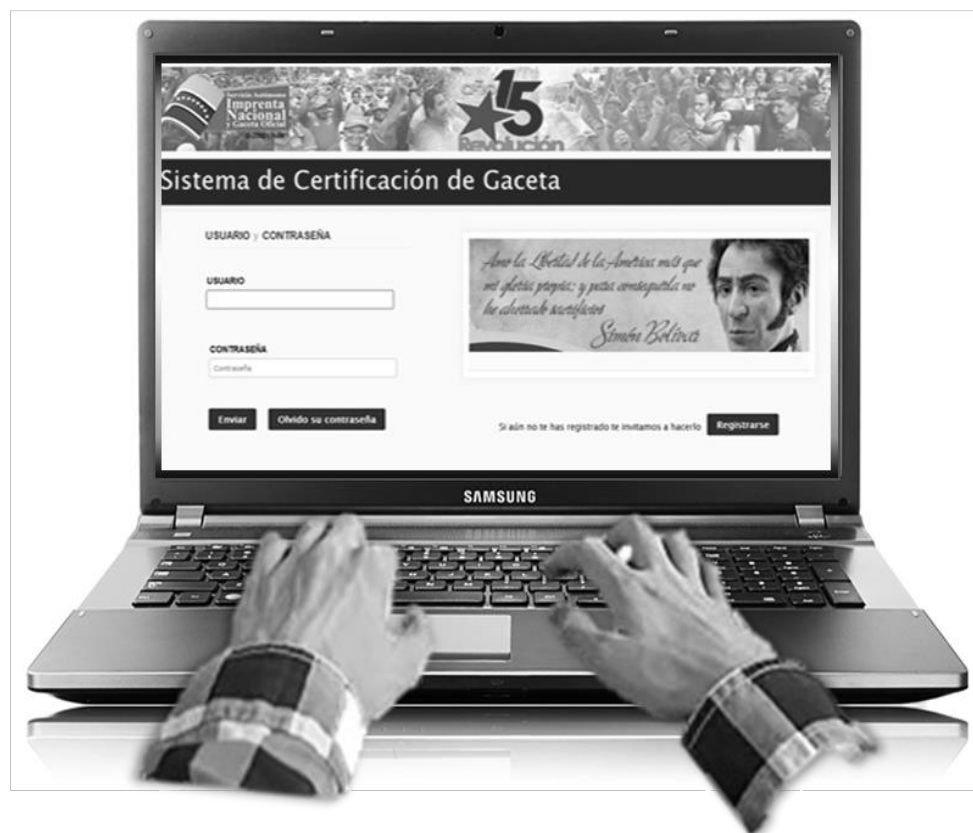 Servicio Autónomo
Imprenta
Nacional
y Gaceta Oficial
15
Revolución
Sistema de Certificación de Gaceta
USUARIO y CONTRASEÑA
USUARIO
CONTRASEÑA
Contraseña
Enviar
Olvido su contraseña
Amo la Libertad de la América más que
mi gloria propia; y para conseguirla no
he ahorrado sacrificios
Simón Bolívar
Si aún no te has registrado te invitamos a hacerlo
Registrarse
SAMSUNG